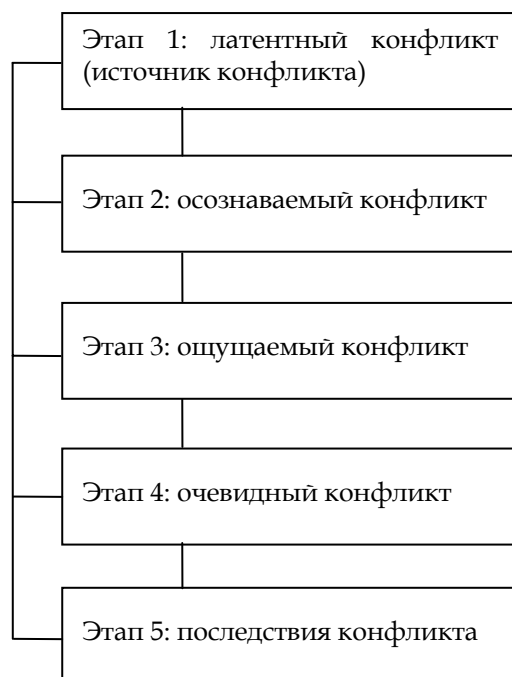 Этап 1: латентный конфликт
(источник конфликта)
Этап 2: осознаваемый конфликт
Этап 3: ощущаемый конфликт
Этап 4: очевидный конфликт
Этап 5: последствия конфликта